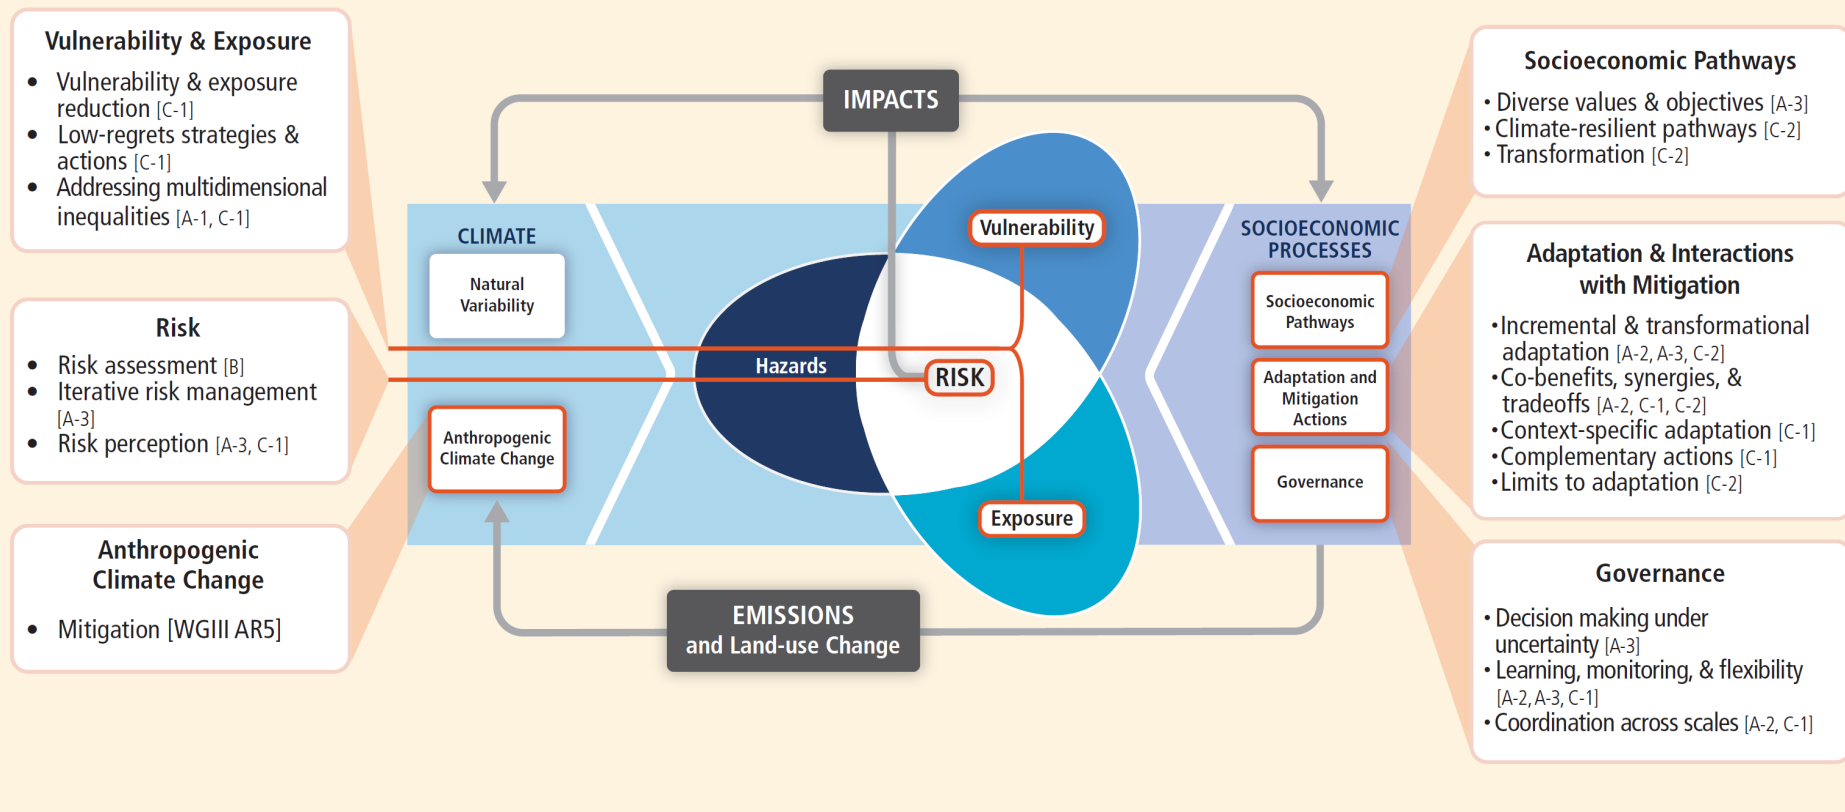 Vulnerability & Exposure
• Vulnerability & exposure
reduction [C-1]
• Low-regrets strategies &
actions [C-1]
• Addressing multidimensional
inequalities [A-1, C-1]
Risk
• Risk assessment [B]
• Iterative risk management
[A-3]
• Risk perception [A-3, C-1]
Anthropogenic
Climate Change
• Mitigation [WGIII AR5]
IMPACTS
CLIMATE
Natural
Variability
Anthropogenic
Climate Change
Vulnerability
Hazards
RISK
Exposure
EMISSIONS
and Land-use Change
SOCIOECONOMIC
PROCESSES
Socioeconomic
Pathways
Adaptation and
Mitigation
Actions
Governance
Socioeconomic Pathways
• Diverse values & objectives [A-3]
• Climate-resilient pathways [C-2]
• Transformation [C-2]
Adaptation & Interactions
with Mitigation
• Incremental & transformational
adaptation [A-2, A-3, C-2]
• Co-benefits, synergies, &
tradeoffs [A-2, C-1, C-2]
• Context-specific adaptation [C-1]
• Complementary actions [C-1]
• Limits to adaptation [C-2]
Governance
• Decision making under
uncertainty [A-3]
• Learning, monitoring, & flexibility
[A-2, A-3, C-1]
• Coordination across scales [A-2, C-1]